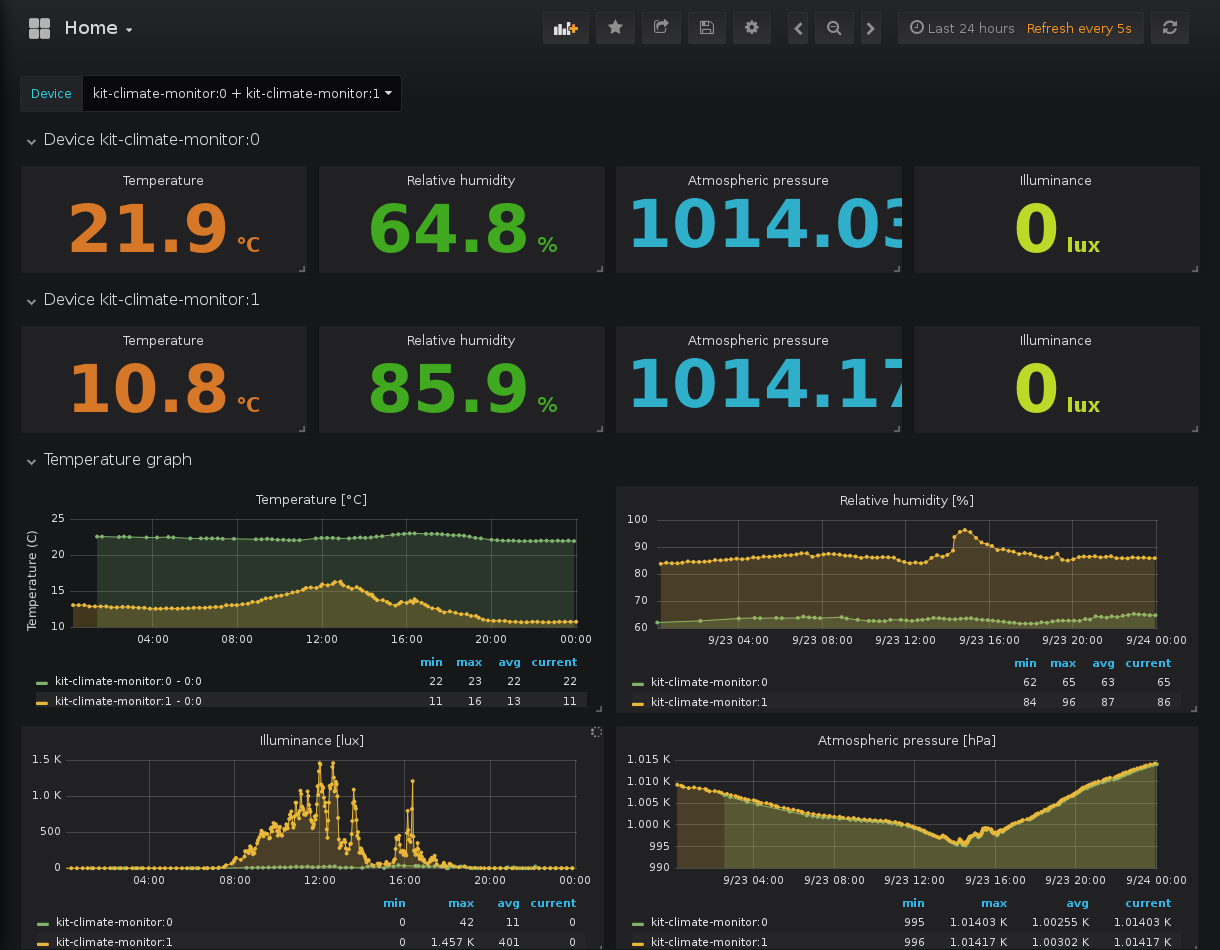 Home
Last 24 hours Refresh every 5s
Device kit-climate-monitor:0 + kit-climate-monitor:1
Device kit-climate-monitor:0
Temperature Relative humidity Atmospheric pressure Illuminance
21.9 °C 64.8 % 1014.03 0 lux
Device kit-climate-monitor:1
Temperature Relative humidity Atmospheric pressure Illuminance
10.8 °C 85.9 % 1014.17 0 lux
Temperature graph
Temperature [°C]
Temperature (C)
25
20
15
10
04:00 08:00 12:00 16:00 20:00 00:00
min max avg current
kit-climate-monitor:0 - 0:0 22 23 22 22
kit-climate-monitor:1 - 0:0 11 16 13 11
Relative humidity [%]
100
90
80
70
60
9/23 04:00 9/23 08:00 9/23 12:00 9/23 16:00 9/23 20:00 9/24 00:00
min max avg current
kit-climate-monitor:0 62 65 63 65
kit-climate-monitor:1 84 96 87 86
Illuminance [lux]
1.5 K
1.0 K
500
0
04:00 08:00 12:00 16:00 20:00 00:00
min max avg current
kit-climate-monitor:0 0 42 11 0
kit-climate-monitor:1 0 1.457 K 401 0
Atmospheric pressure [hPa]
1.015 K
1.010 K
1.005 K
1.000 K
995
990
9/23 04:00 9/23 08:00 9/23 12:00 9/23 16:00 9/23 20:00 9/24 00:00
min max avg current
kit-climate-monitor:0 995 1.01403 K 1.00255 K 1.01403 K
kit-climate-monitor:1 996 1.01417 K 1.00302 K 1.01417 K